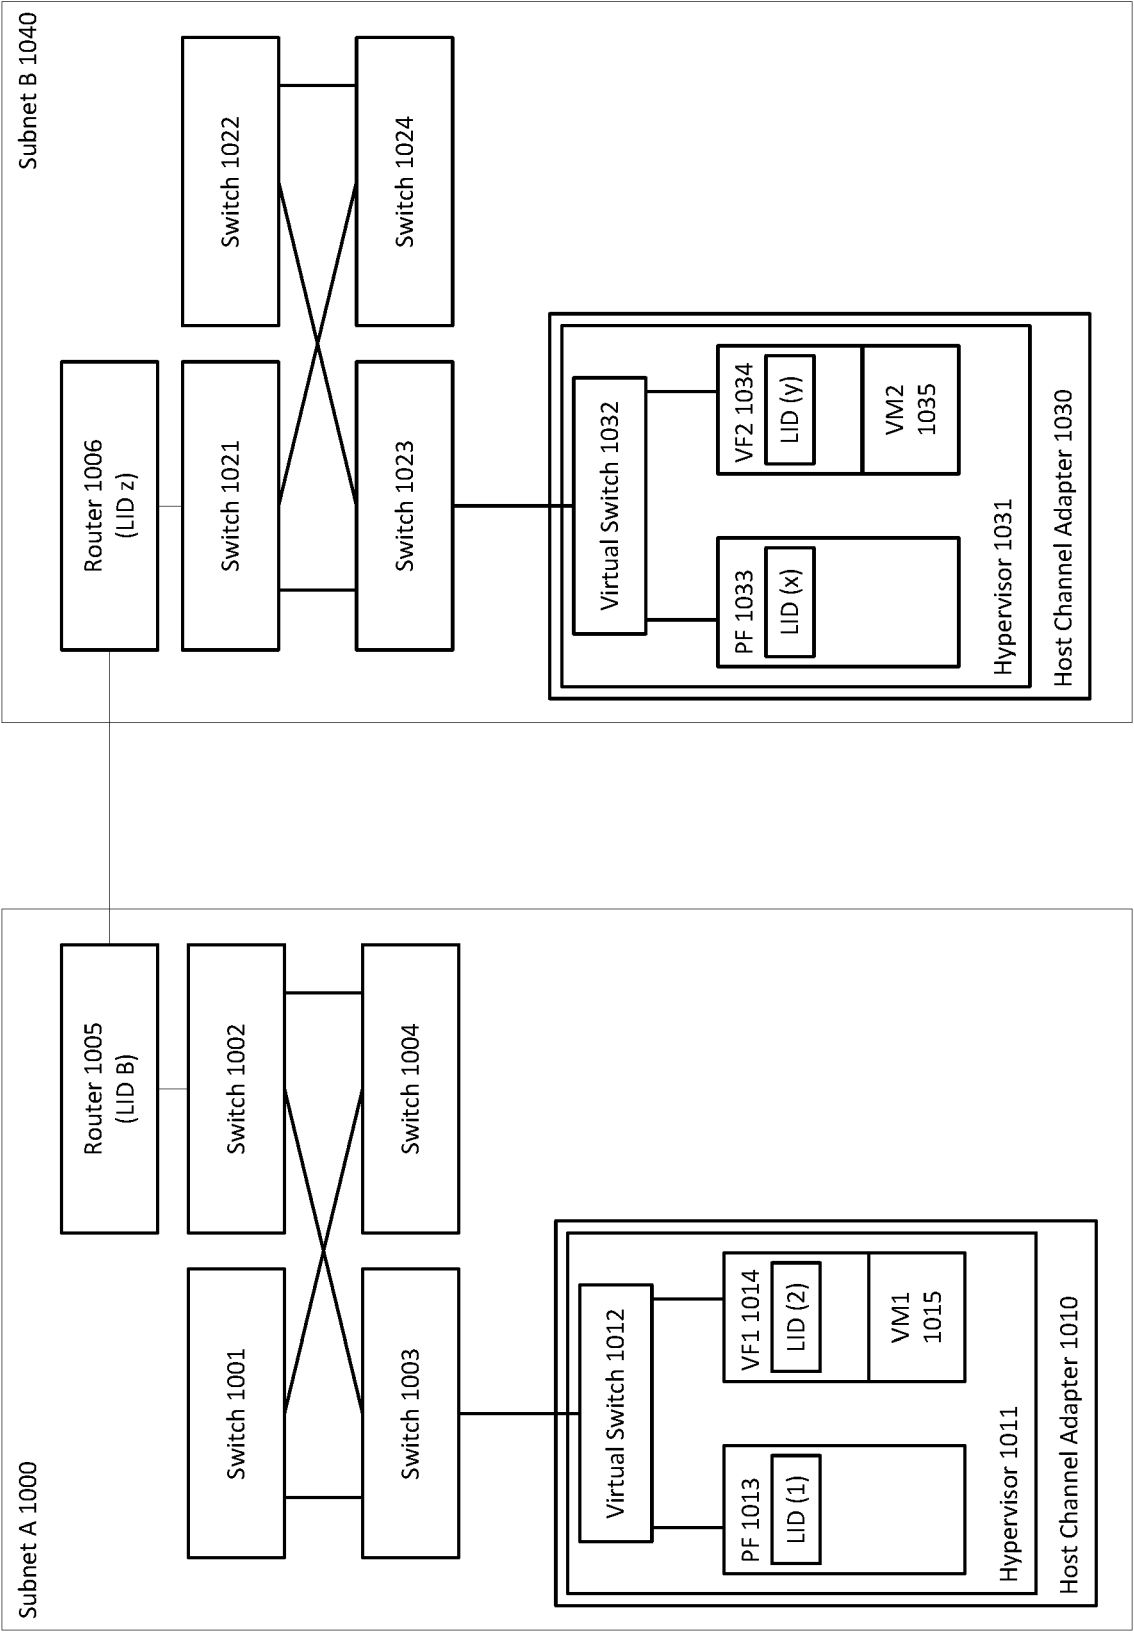 Subnet A 1000
Router 1005
(LID B)
Switch 1001
Switch 1002
Switch 1003
Switch 1004
Virtual Switch 1012
PF 1013
LID (1)
VF1 1014
LID (2)
VM1
1015
Hypervisor 1011
Host Channel Adapter 1010
Subnet B 1040
Router 1006
(LID z)
Switch 1021
Switch 1022
Switch 1023
Switch 1024
Virtual Switch 1032
PF 1033
LID (x)
VF2 1034
LID (y)
VM2
1035
Hypervisor 1031
Host Channel Adapter 1030